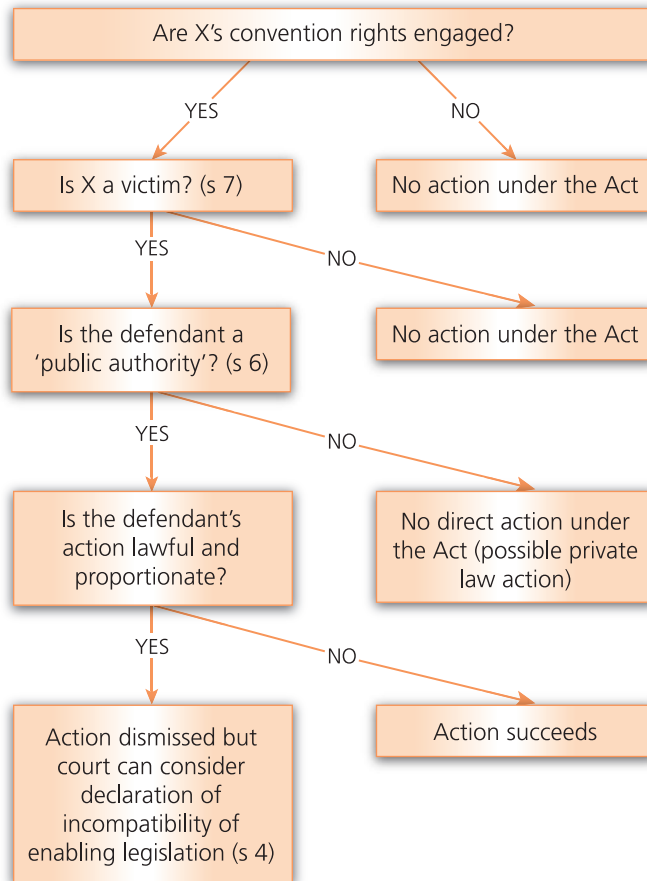 Are X's convention rights engaged?
YES
NO
Is X a victim? (s 7)
No action under the Act
YES
NO
Is the defendant a
‘public authority’? (s 6)
No action under the Act
YES
NO
Is the defendant’s
action lawful and
proportionate?
No direct action under
the Act (possible private
law action)
YES
NO
Action dismissed but
court can consider
declaration of
incompatibility of
enabling legislation (s 4)
Action succeeds